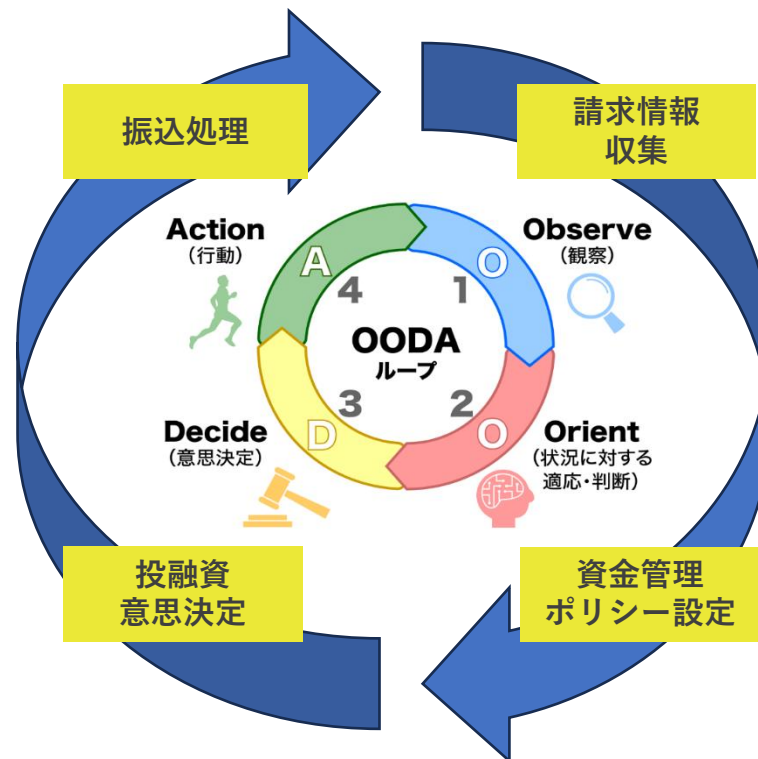 振込処理
請求情報
収集
Action
（行動）
Observe
（観察）
A
O
4
1
OODA
ループ
3
2
D
O
Decide
（意思決定）
Orient
（状況に対する
適応・判断）
投融資
意思決定
資金管理
ポリシー設定